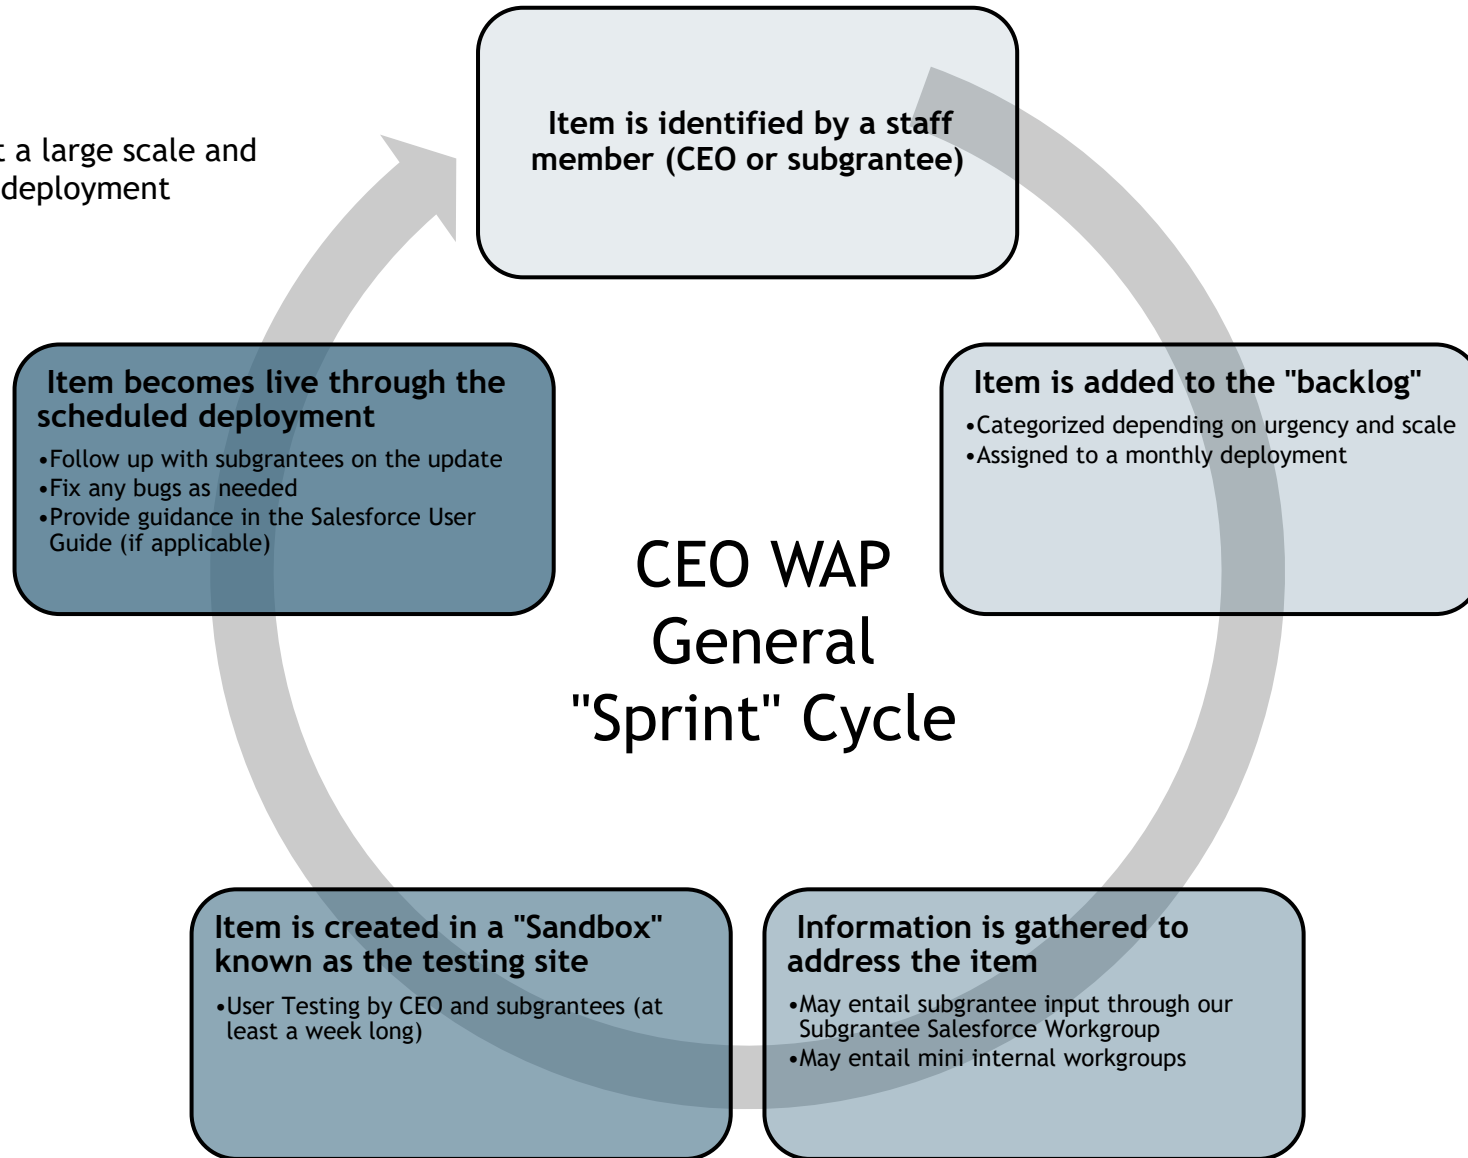 a large scale and
deployment
Item is identified by a staff
member (CEO or subgrantee)
Item is added to the "backlog"
•Categorized depending on urgency and scale
•Assigned to a monthly deployment
Information is gathered to
address the item
•May entail subgrantee input through our
Subgrantee Salesforce Workgroup
•May entail mini internal workgroups
Item is created in a "Sandbox"
known as the testing site
•User Testing by CEO and subgrantees (at
least a week long)
Item becomes live through the
scheduled deployment
•Follow up with subgrantees on the update
•Fix any bugs as needed
•Provide guidance in the Salesforce User
Guide (if applicable)
CEO WAP
General
"Sprint" Cycle